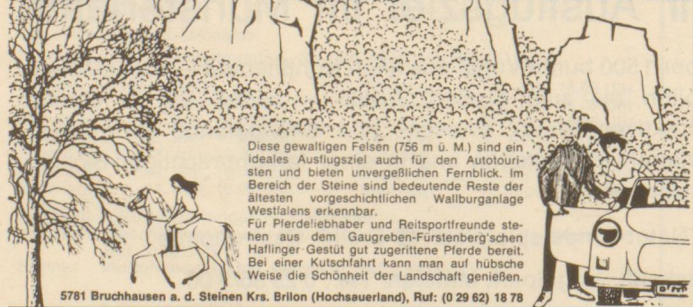 Diese gewaltigen Felsen (756 m ü. M.) sind ein
ideales Ausflugsziel auch für den Autotouri-
sten und bieten unvergeßlichen Fernblick. Im
Bereich der Steine sind bedeutende Reste der
ältesten vorgeschichtlichen Wallburganlage
Westfalens erkennbar.
Für Pferdeliebhaber und Reitsportfreunde ste-
hen aus dem Gaugreben-Fürstenberg'schen
Haflinger-Gestüt gut zugerittene Pferde bereit.
Bei einer Kutschfahrt kann man auf hübsche
Weise die Schönheit der Landschaft genießen.
5781 Bruchhausen a. d. Steinen Krs. Brilon (Hochsauerland), Ruf: (0 29 62) 18 78